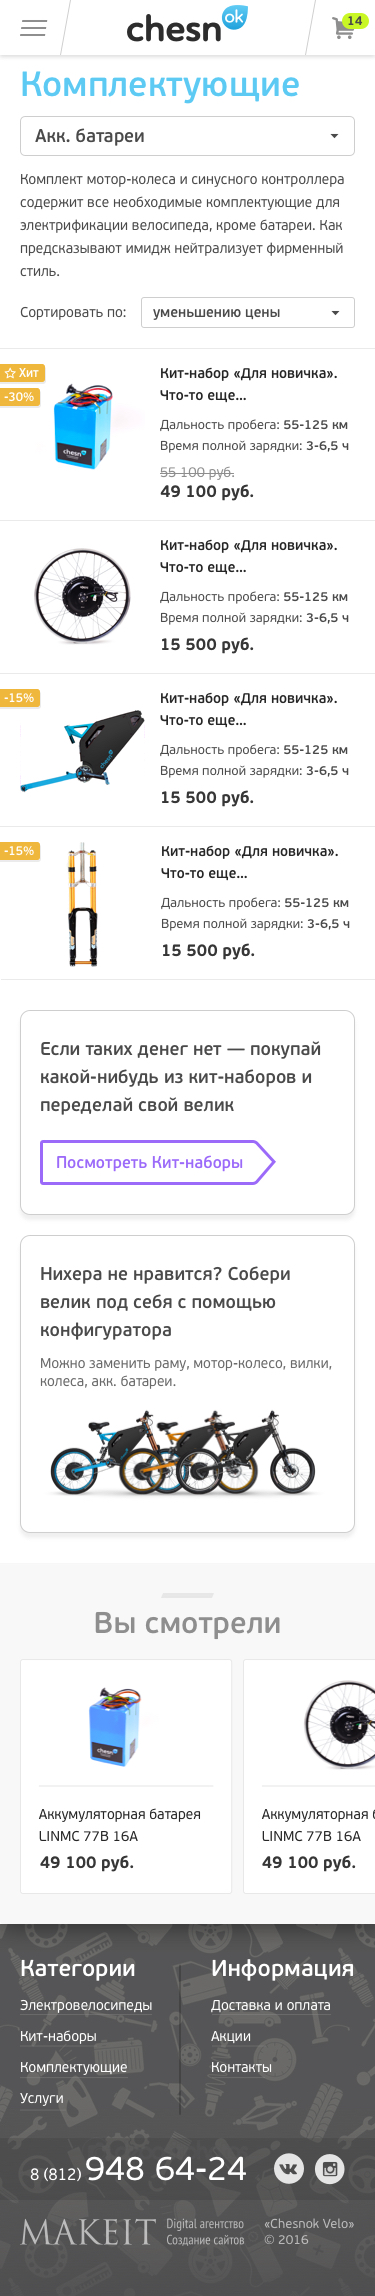 chesn ok
14
Комплектующие
Акк. батареи
Комплект мотор-колеса и синусного контроллера
содержит все необходимые комплектующие для
электрификации велосипеда, кроме батареи. Как
предсказывают имидж нейтрализует фирменный
стиль.
Сортировать по: уменьшению цены
Хит
-30%
chesn ok
Кит-набор «Для новичка».
Что-то еще...
Дальность пробега: 55-125 км
Время полной зарядки: 3-6,5 ч
55 100 руб.
49 100 руб.
Кит-набор «Для новичка».
Что-то еще...
Дальность пробега: 55-125 км
Время полной зарядки: 3-6,5 ч
15 500 руб.
-15%
Кит-набор «Для новичка».
Что-то еще...
Дальность пробега: 55-125 км
Время полной зарядки: 3-6,5 ч
15 500 руб.
-15%
Кит-набор «Для новичка».
Что-то еще...
Дальность пробега: 55-125 км
Время полной зарядки: 3-6,5 ч
15 500 руб.
Если таких денег нет — покупай
какой-нибудь из кит-наборов и
переделай свой велик
Посмотреть Кит-наборы
Нихера не нравится? Собери
велик под себя с помощью
конфигуратора
Можно заменить раму, мотор-колесо, вилки,
колеса, акк. батареи.
Вы смотрели
Аккумуляторная батарея
LINMC 77В 16А
49 100 руб.
Аккумуляторная б
LINMC 77В 16А
49 100 руб.
Категории
Электровелосипеды
Кит-наборы
Комплектующие
Услуги
Информация
Доставка и оплата
Акции
Контакты
8 (812) 948 64-24
MAKEIT
Digital агентство
Создание сайтов
«Chesnok Velo»
© 2016